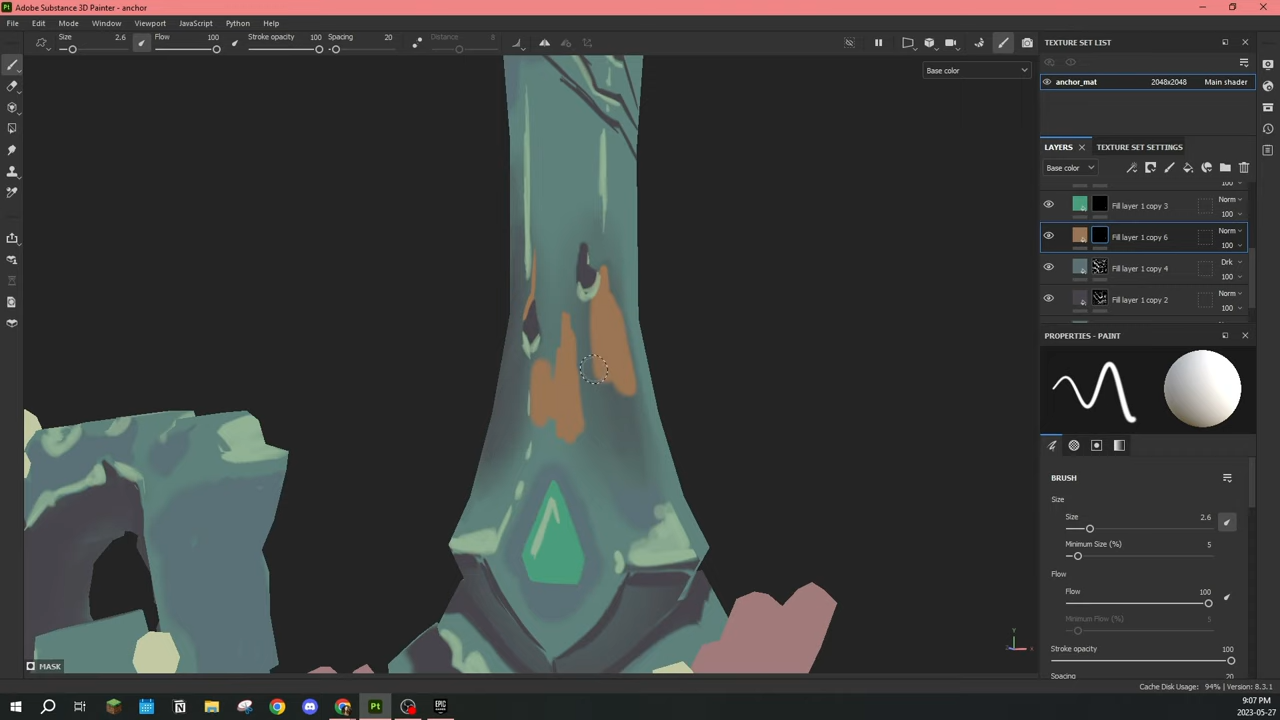 Adobe Substance 3D Painter - anchor
File Edit Mode Window Viewport JavaScript Python Help
Size 2.6 Flow 100 Stroke opacity 100 Spacing 20 Distance 8
Base color
TEXTURE SET LIST
anchor_mat 2048x2048 Main shader
LAYERS TEXTURE SET SETTINGS
Base color
100
Fill layer 1 copy 3 Norm
100
Fill layer 1 copy 6 Norm
100
Fill layer 1 copy 4 Drk
100
Fill layer 1 copy 2 Norm
100
PROPERTIES - PAINT
BRUSH
Size
Size 2.6
Minimum Size (%) 5
Flow
Flow 100
Minimum Flow (%) 5
Stroke opacity 100
Spacing 20
Y
MASK
Cache Disk Usage: 94% | Version: 8.3.1
Pt
9:07 PM
2023-05-27